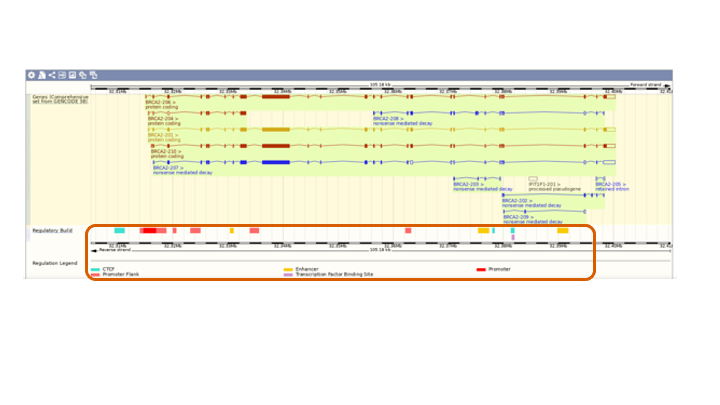 105.18 kb
Forward strand
32.31Mb 32.32Mb 32.33Mb 32.34Mb 32.35Mb 32.36Mb 32.37Mb 32.38Mb 32.39Mb 32.40Mb
Genes (Comprehensive
set from GENCODE 38)
BRCA2-206 >
protein coding
BRCA2-204 >
protein coding
BRCA2-208 >
nonsense mediated decay
BRCA2-201 >
protein coding
BRCA2-210 >
protein coding
BRCA2-207 >
nonsense mediated decay
BRCA2-203 >
nonsense mediated decay
IFIT1P1-201 >
processed pseudogene
BRCA2-205 >
retained intron
BRCA2-202 >
nonsense mediated decay
BRCA2-209 >
nonsense mediated decay
Regulatory Build
32.31Mb 32.32Mb 32.33Mb 32.34Mb 32.35Mb 32.36Mb 32.37Mb 32.38Mb 32.39Mb 32.40Mb
Reverse strand
105.18 kb
Regulation Legend
CTCF
Enhancer
Promoter
Promoter Flank
Transcription Factor Binding Site